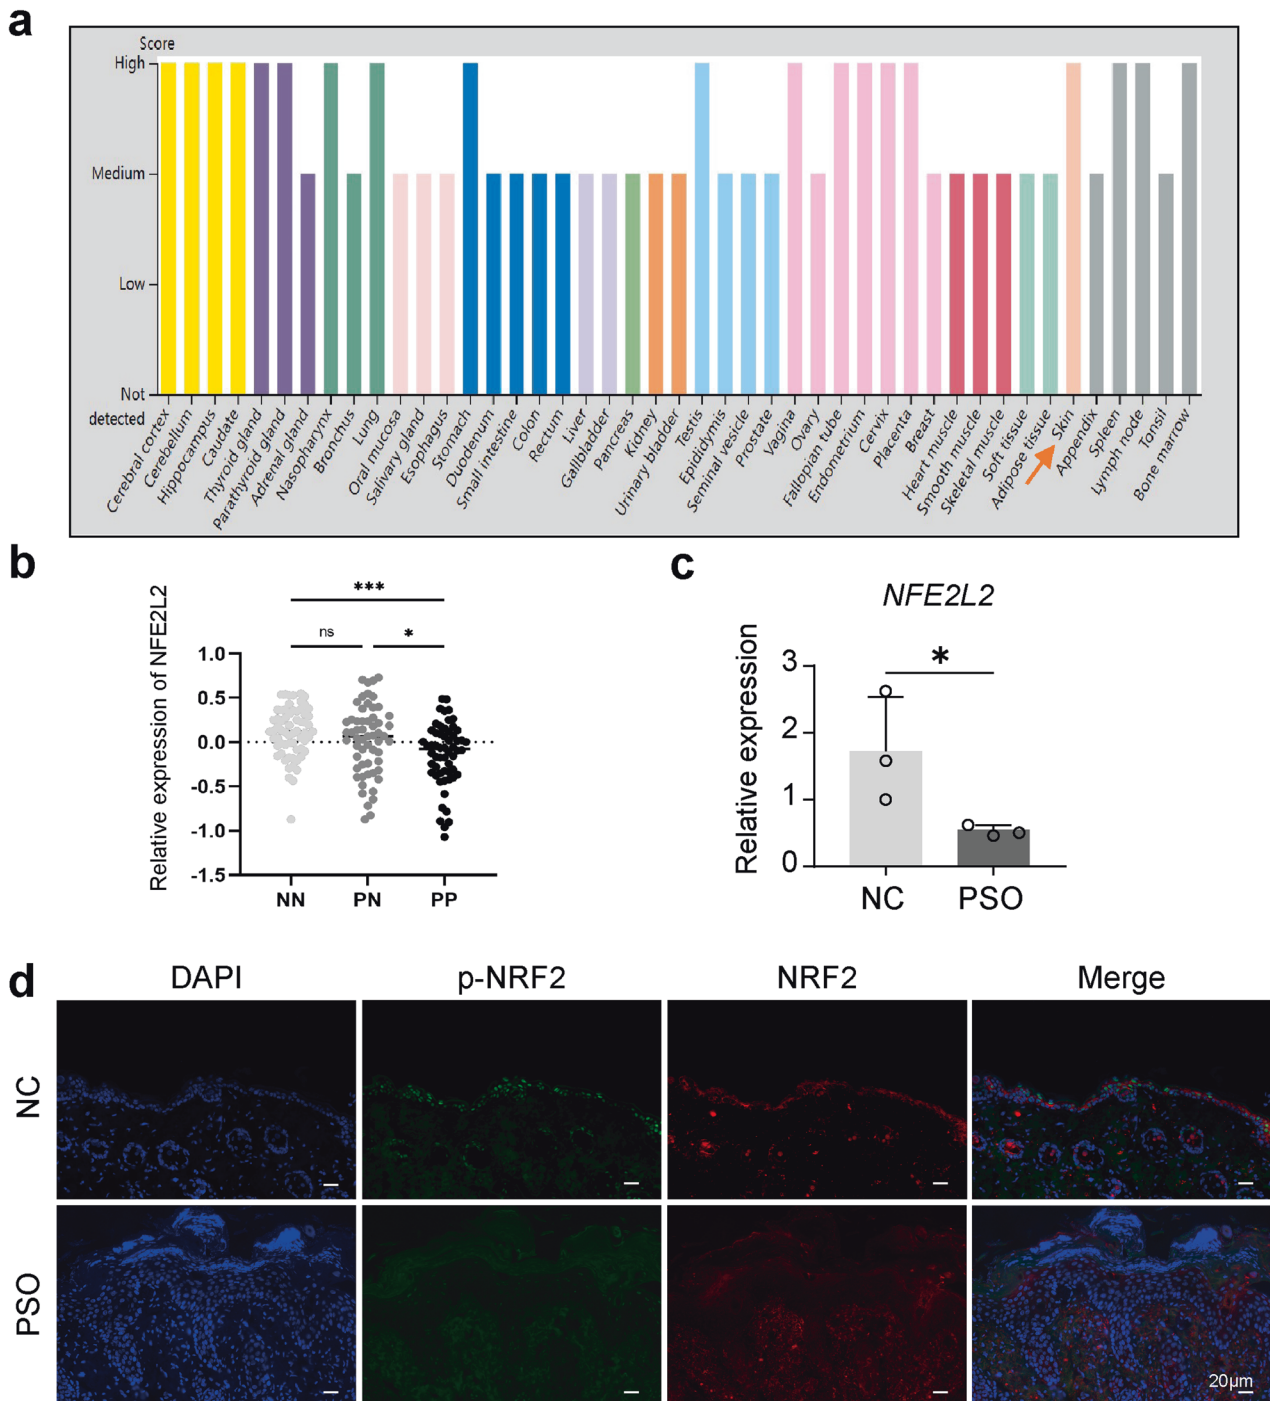 a
Score
High
Medium
Low
Not
detected
Cerebral cortex
Cerebellum
Hippocampus
Caudate
Thyroid gland
Parathyroid gland
Adrenal gland
Nasopharynx
Bronchus
Lung
Oral mucosa
Salivary gland
Esophagus
Stomach
Duodenum
Small intestine
Colon
Rectum
Liver
Gallbladder
Pancreas
Kidney
Urinary bladder
Testis
Epididymis
Seminal vesicle
Prostate
Vagina
Ovary
Fallopian tube
Endometrium
Cervix
Placenta
Breast
Heart muscle
Smooth muscle
Skeletal muscle
Soft tissue
Adipose tissue
Skin
Appendix
Spleen
Lymph node
Tonsil
Bone marrow
b
Relative expression of NFE2L2
***
ns
*
1.0
0.5
0.0
-0.5
-1.0
-1.5
NN PN PP
c
NFE2L2
Relative expression
*
3
2
1
0
NC PSO
d
DAPI p-NRF2 NRF2 Merge
NC
PSO
20μm